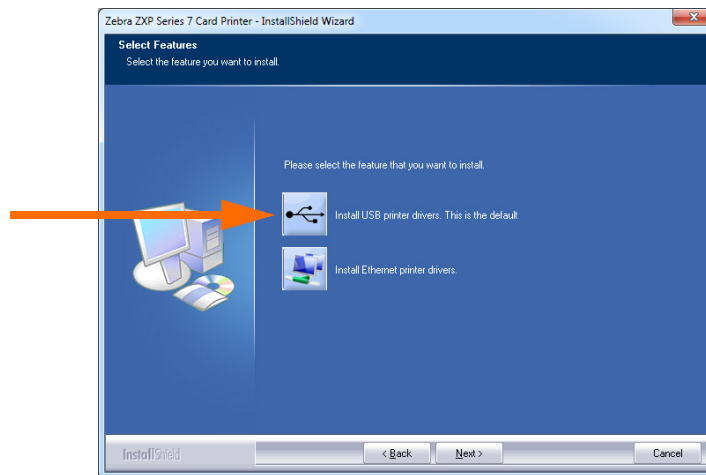 Zebra ZXP Series 7 Card Printer - InstallShield Wizard
Select Features
Select the feature you want to install.
Please select the feature that you want to install.
Install USB printer drivers. This is the default
Install Ethernet printer drivers.
InstallShield
< Back
Next >
Cancel